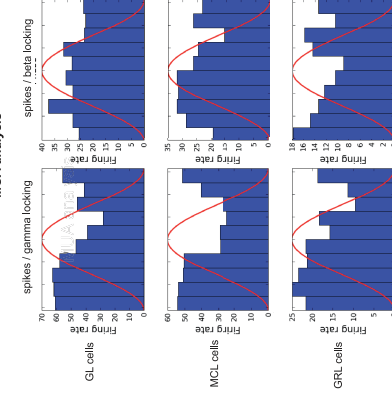 spikes / gamma locking
spikes / beta locking
GL cells
70 60 50 40 30 20 10 0
Firing rate
40 35 30 25 20 15 10 5 0
Firing rate
MCL cells
60 50 40 30 20 10 0
Firing rate
35 30 25 20 15 10 5 0
Firing rate
GRL cells
25 20 15 10 5
Firing rate
18 16 14 12 10 8 6 4 2
Firing rate